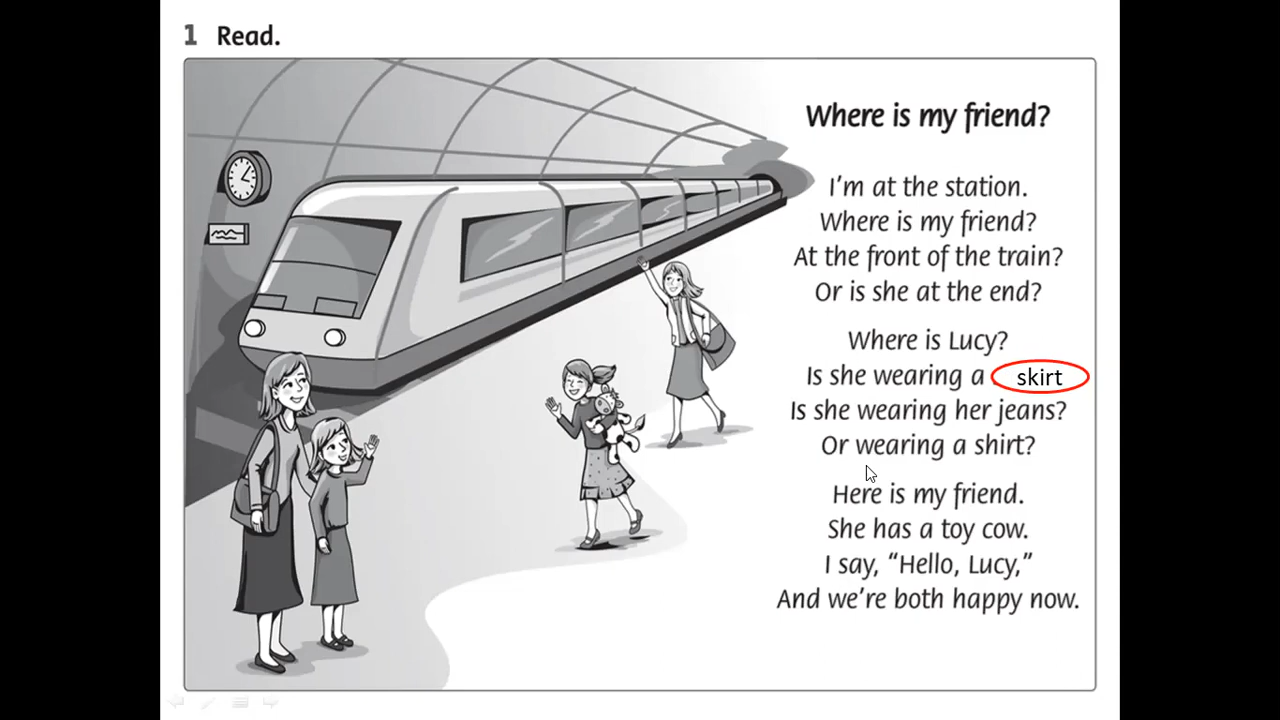 1 Read.
Where is my friend?
I'm at the station.
Where is my friend?
At the front of the train?
Or is she at the end?
Where is Lucy?
Is she wearing a skirt
Is she wearing her jeans?
Or wearing a shirt?
Here is my friend.
She has a toy cow.
I say, “Hello, Lucy,”
And we're both happy now.